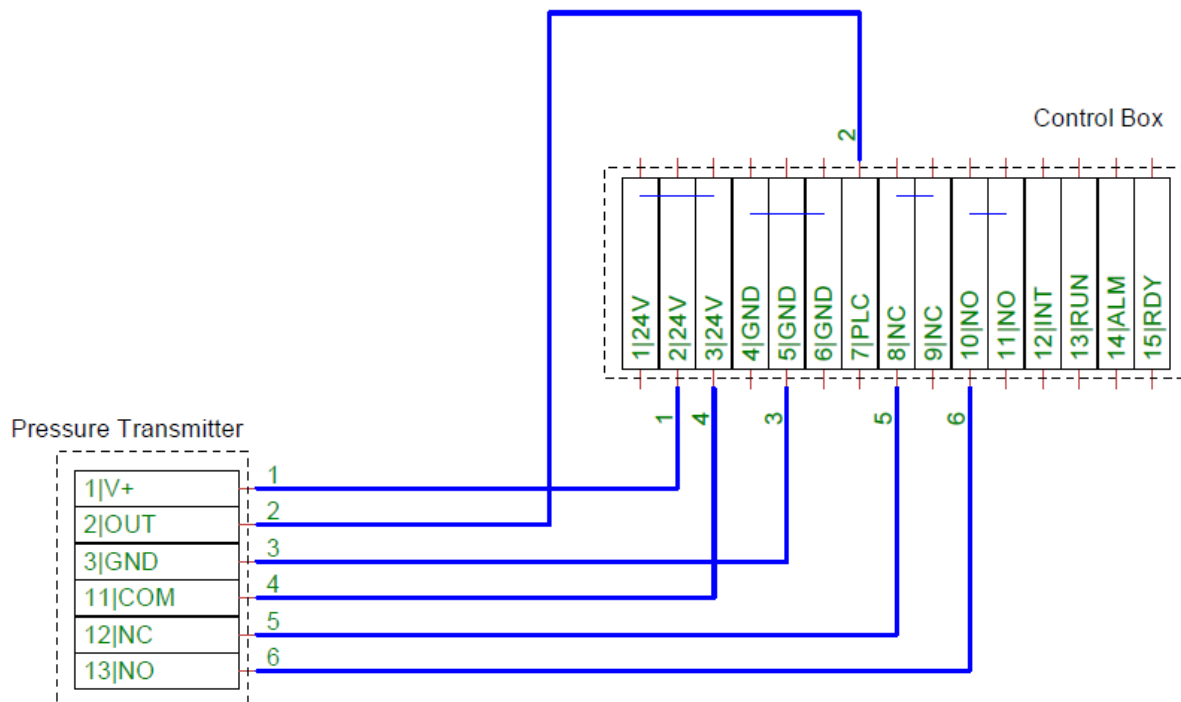 2
Control Box
1|24V
2|24V
3|24V
4|GND
5|GND
6|GND
7|PLC
8|NC
9|NC
10|NO
11|NO
12|INT
13|RUN
14|ALM
15|RDY
1
4
3
5
6
Pressure Transmitter
1|V+
1
2|OUT
2
3|GND
3
11|COM
4
12|NC
5
13|NO
6